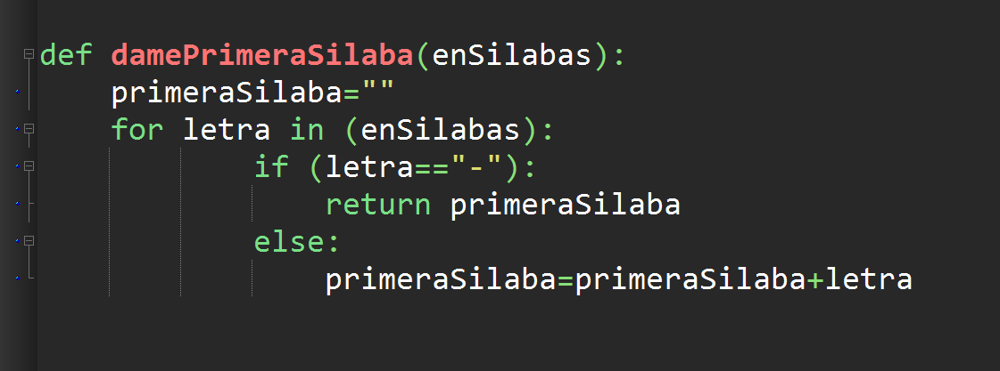 def damePrimeraSilaba(enSilabas):
    primeraSilaba=""
    for letra in (enSilabas):
            if (letra=="-"):
                return primeraSilaba
            else:
                primeraSilaba=primeraSilaba+letra